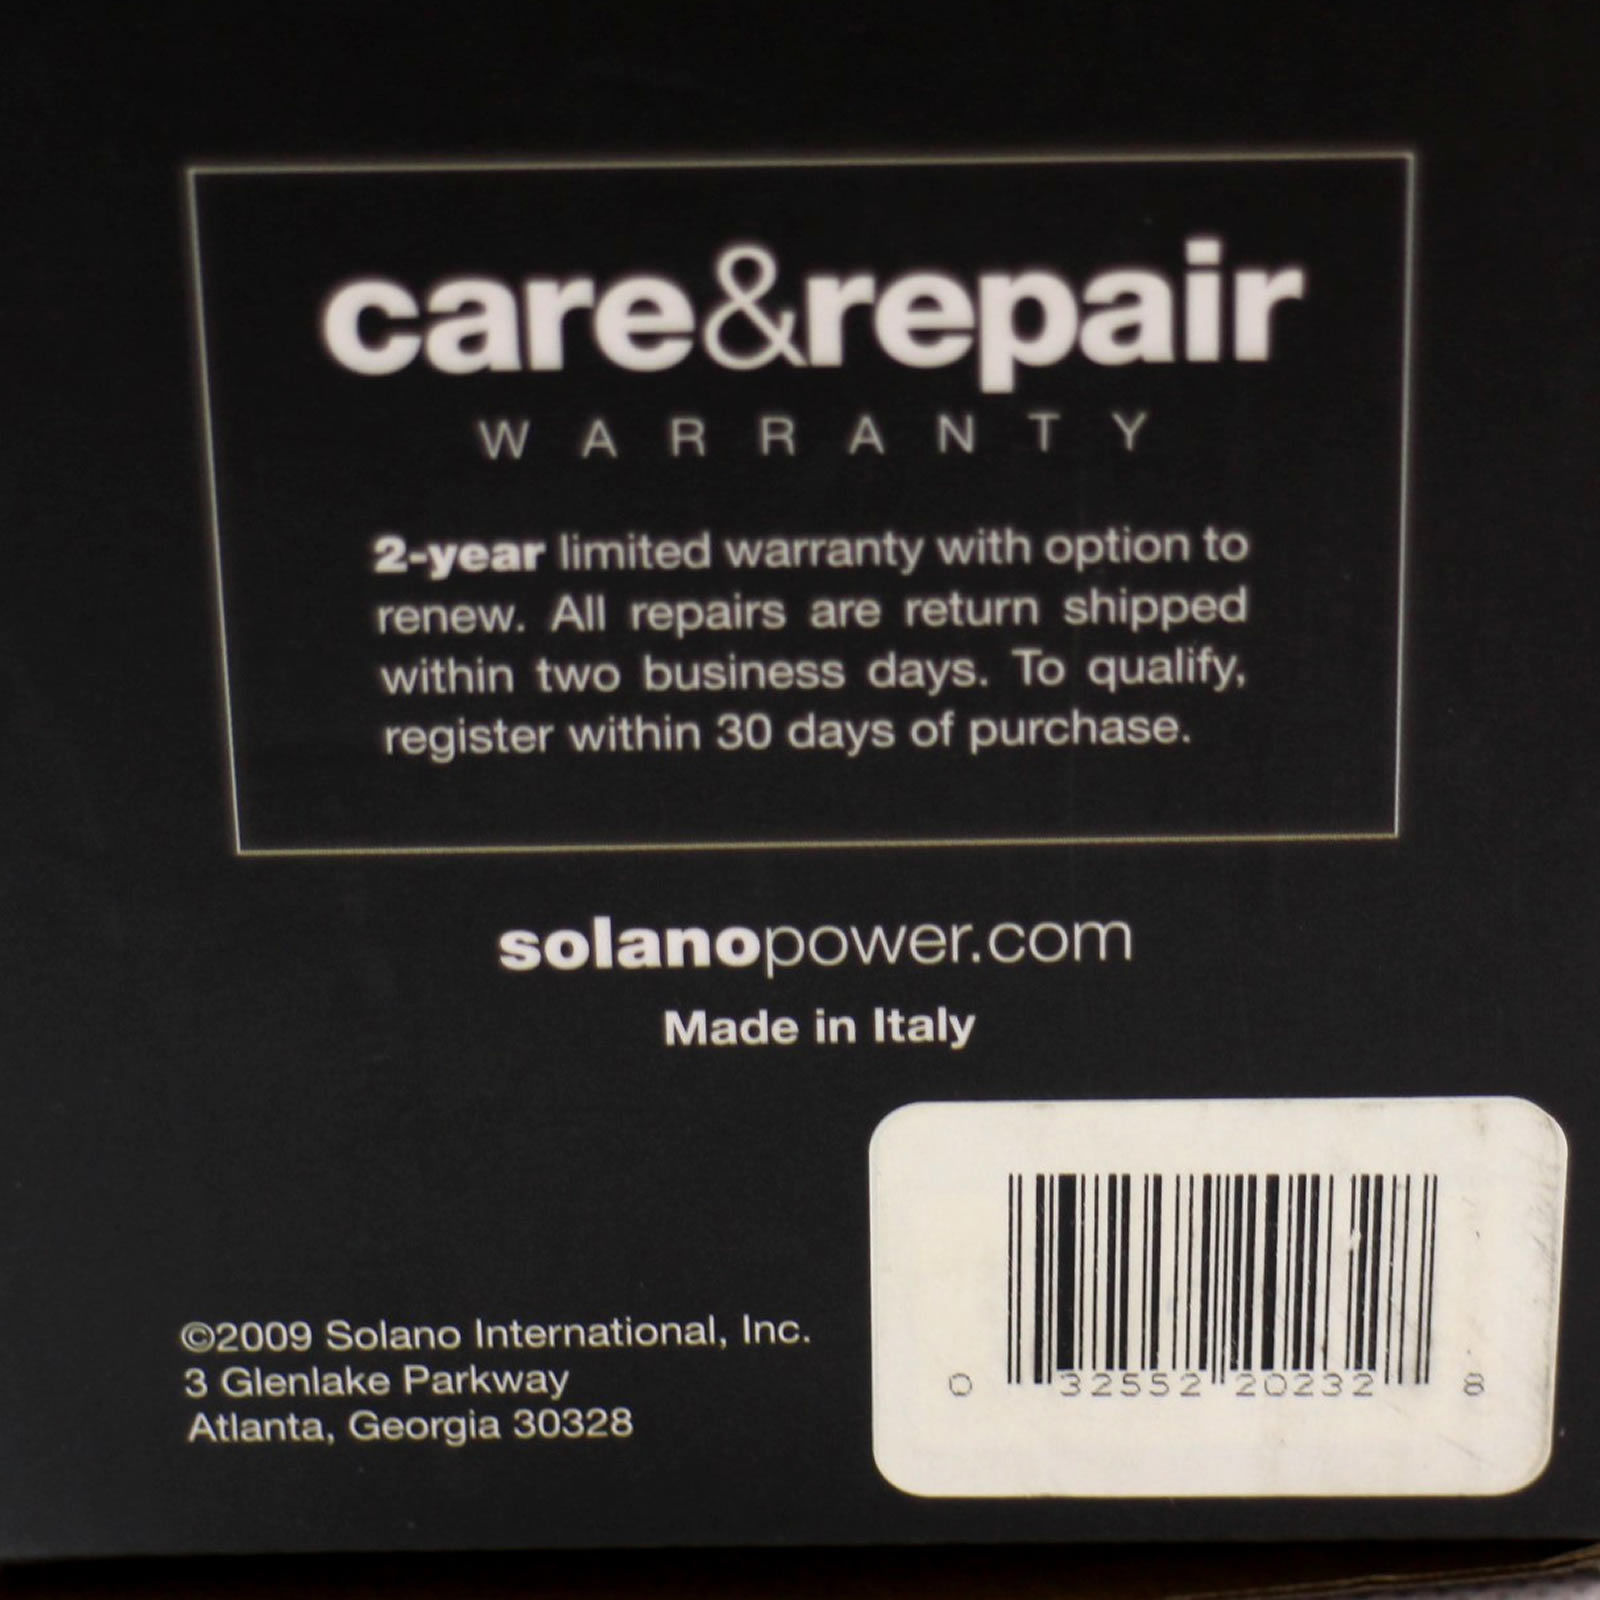 care&repair
WARRANTY
2-year limited warranty with option to
renew. All repairs are return shipped
within two business days. To qualify,
register within 30 days of purchase.
solanopower.com
Made in Italy
©2009 Solano International, Inc.
3 Glenlake Parkway
Atlanta, Georgia 30328
0 32552 20232 8